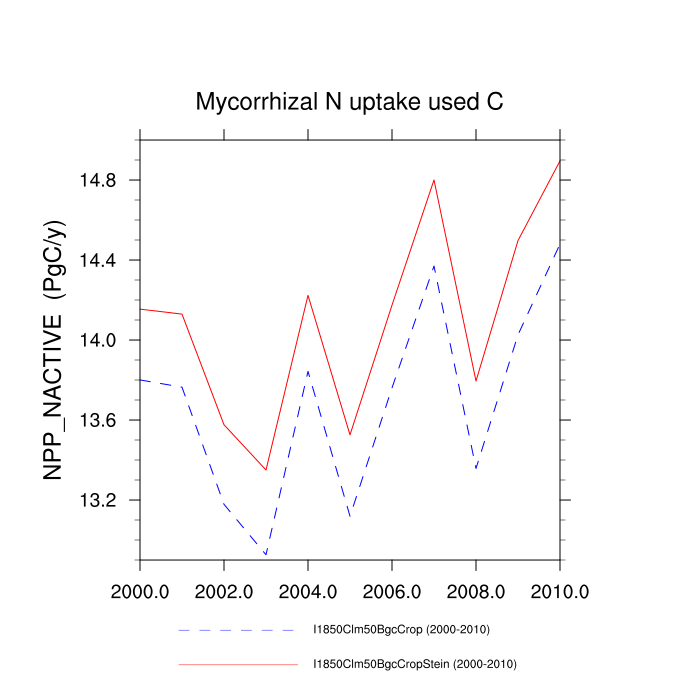 Mycorrhizal N uptake used C
NPP_NACTIVE (PgC/y)
14.8
14.4
14.0
13.6
13.2
2000.0 2002.0 2004.0 2006.0 2008.0 2010.0
I1850Clm50BgcCrop (2000-2010)
I1850Clm50BgcCropStein (2000-2010)